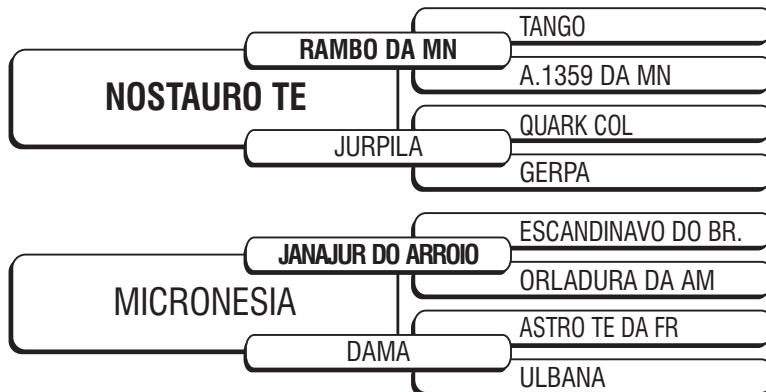 TANGO
RAMBO DA MN
A.1359 DA MN
NOSTAURO TE
QUARK COL
JURPILA
GERPA
ESCANDINAVO DO BR.
JANAJUR DO ARROIO
ORLADURA DA AM
MICRONESIA
ASTRO TE DA FR
DAMA
ULBANA